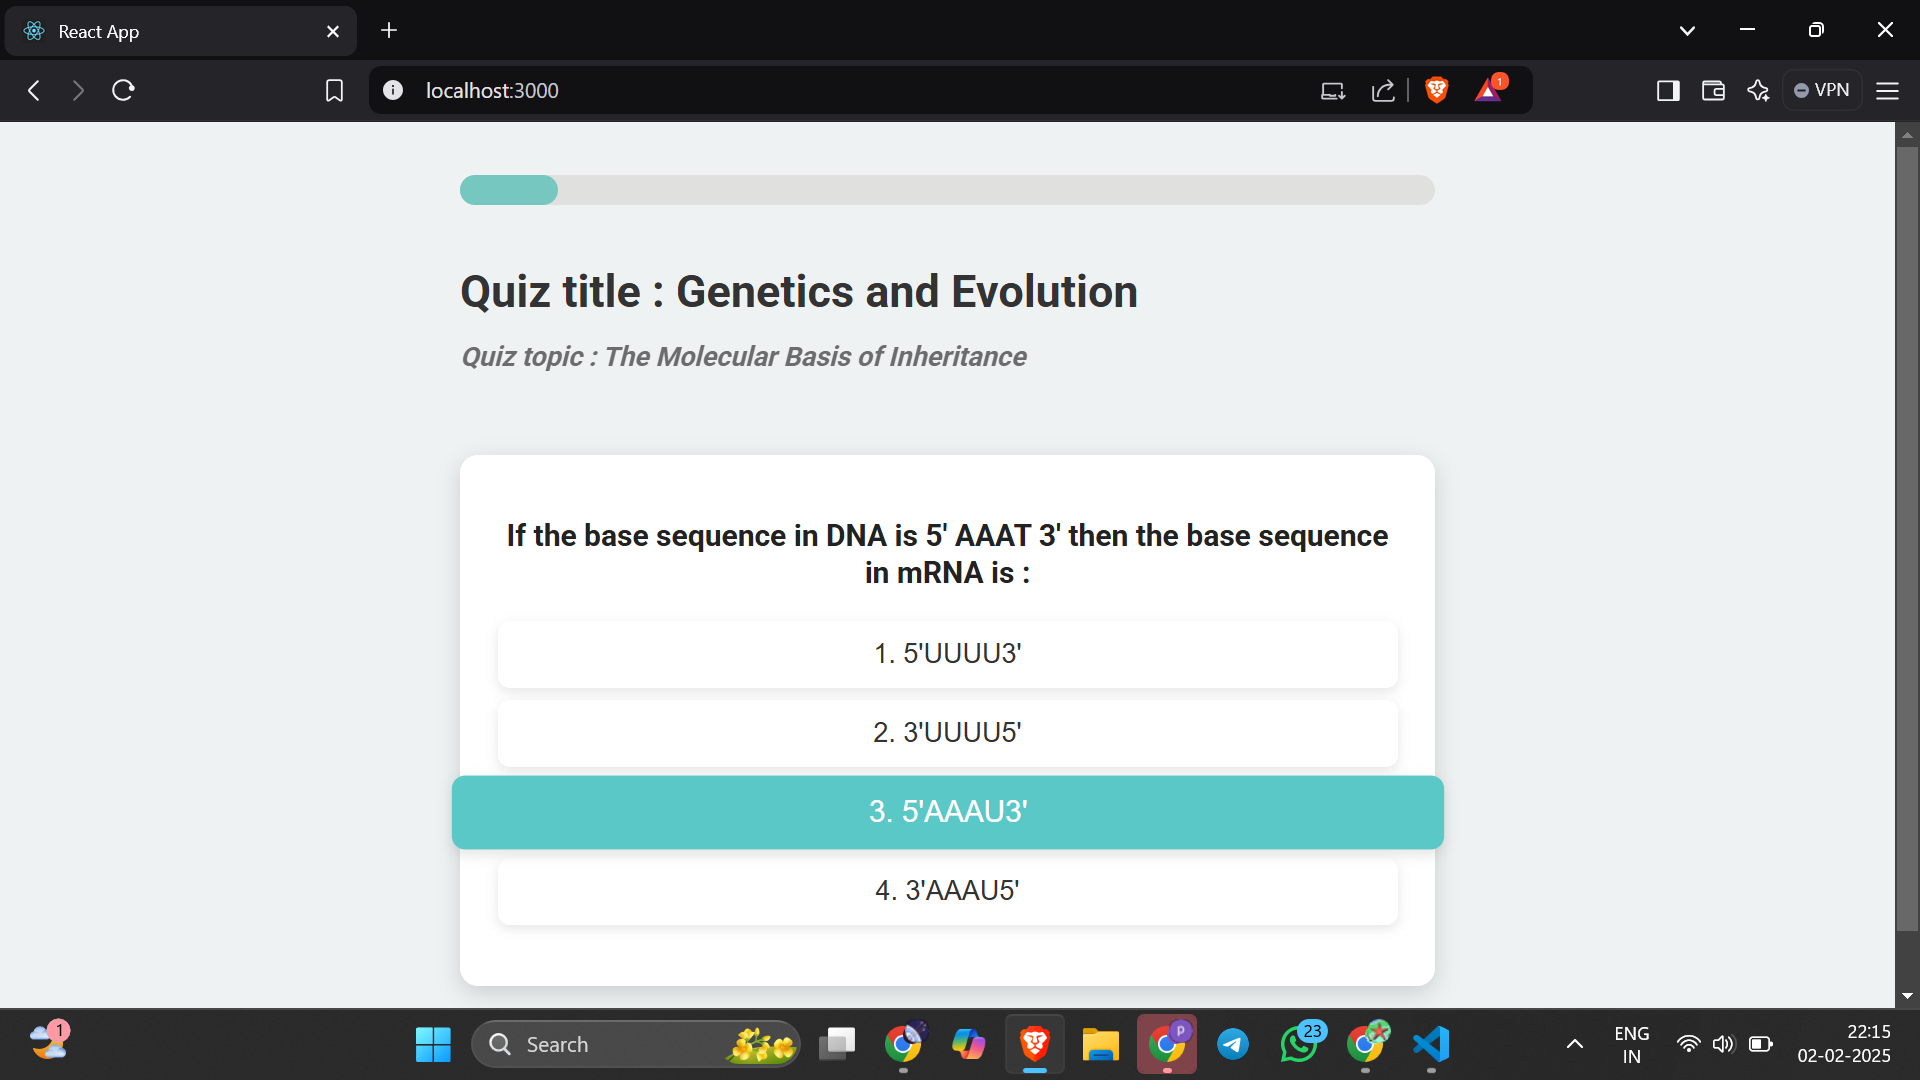 React App
localhost:3000
1
VPN
Quiz title : Genetics and Evolution
Quiz topic : The Molecular Basis of Inheritance
If the base sequence in DNA is 5' AAAT 3' then the base sequence
in mRNA is :
1. 5'UUUU3'
2. 3'UUUU5'
3. 5'AAAU3'
4. 3'AAAU5'
1
Search
P
23
ENG
IN
22:15
02-02-2025